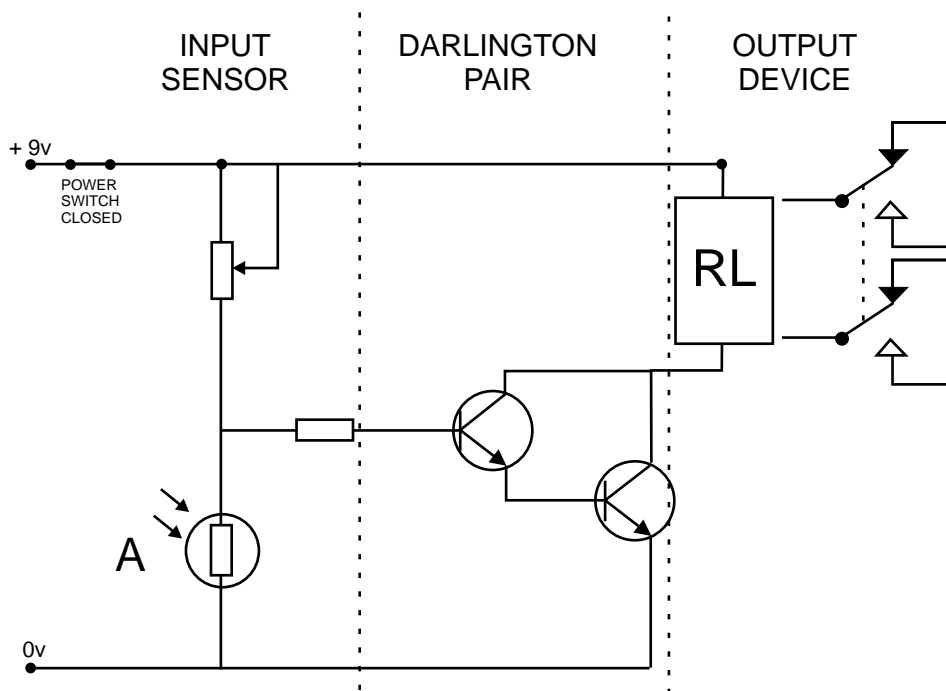 INPUT
SENSOR
DARLINGTON
PAIR
OUTPUT
DEVICE
+ 9v
POWER
SWITCH
CLOSED
RL
A
0v